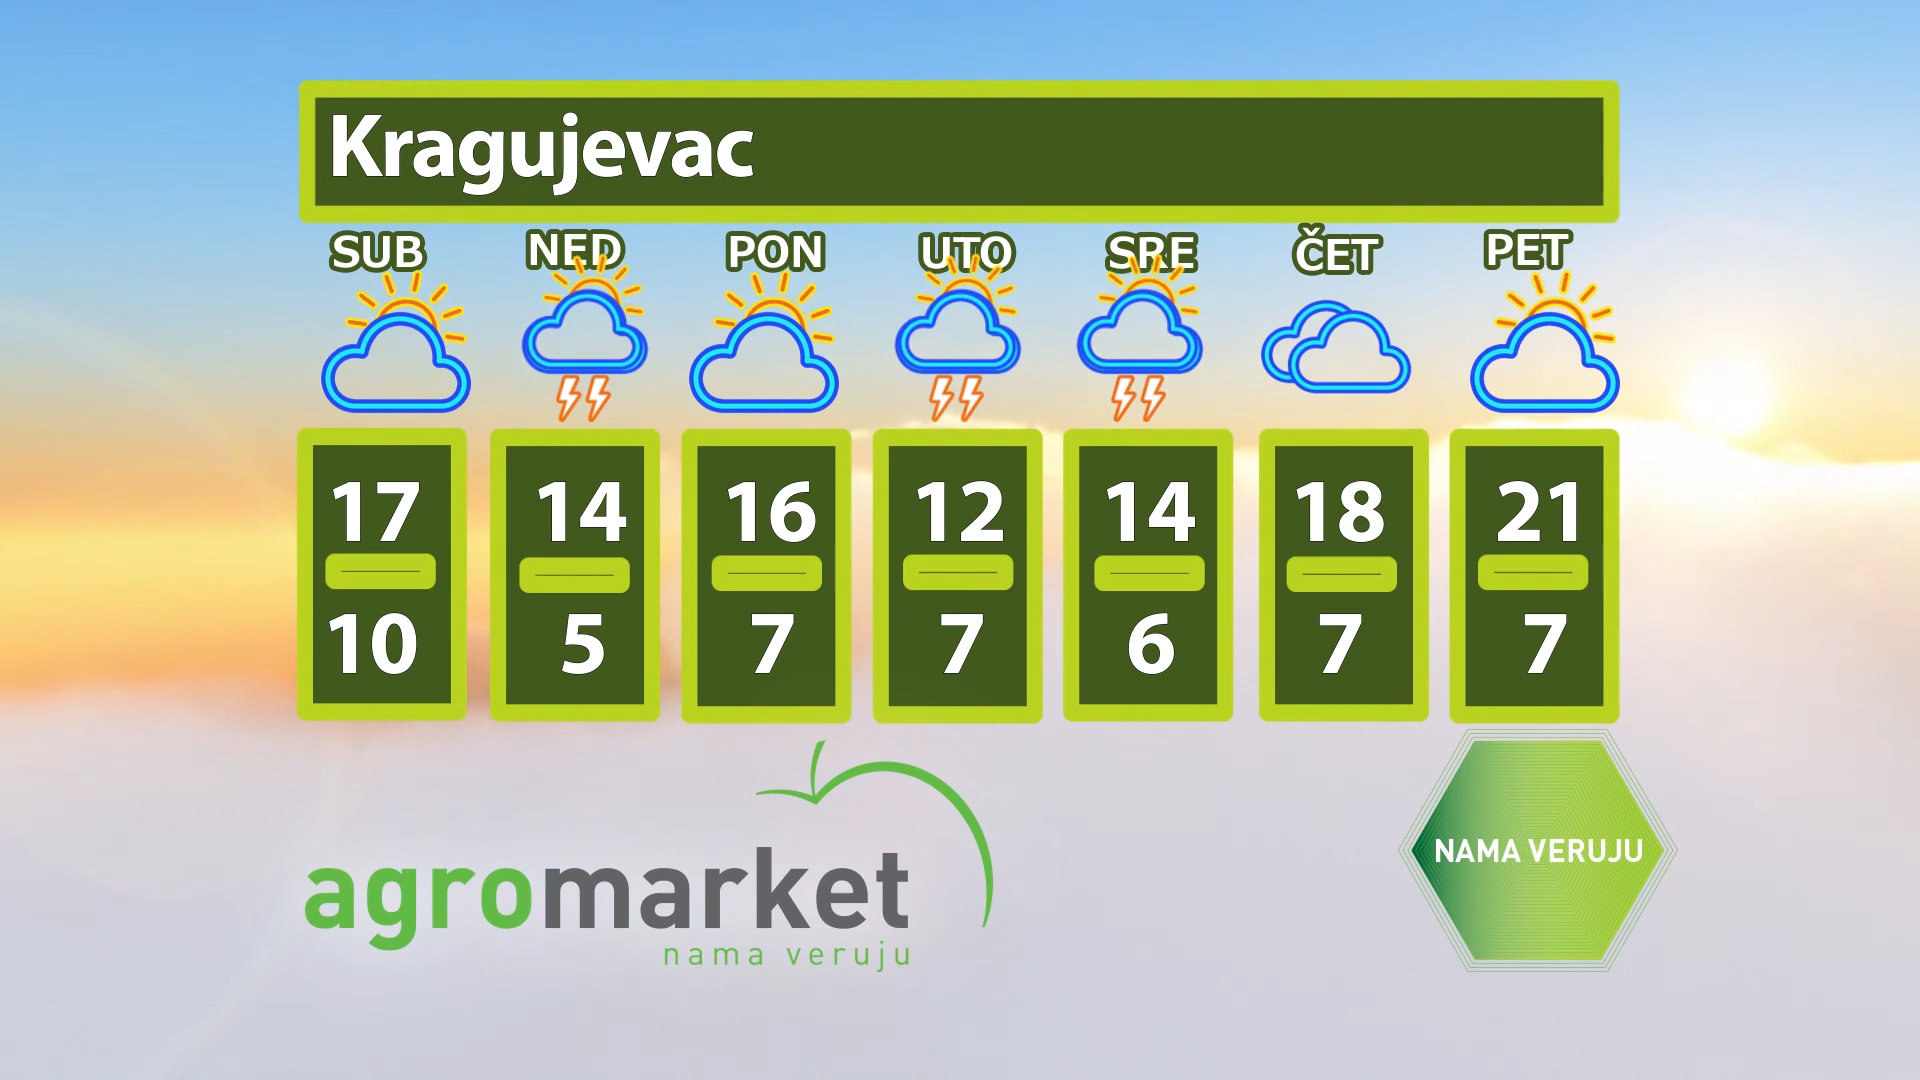 Kragujevac
SUB NED PON UTO SRE ČET PET
17 14 16 12 14 18 21
10 5 7 7 6 7 7
agromarket
nama veruju
NAMA VERUJU